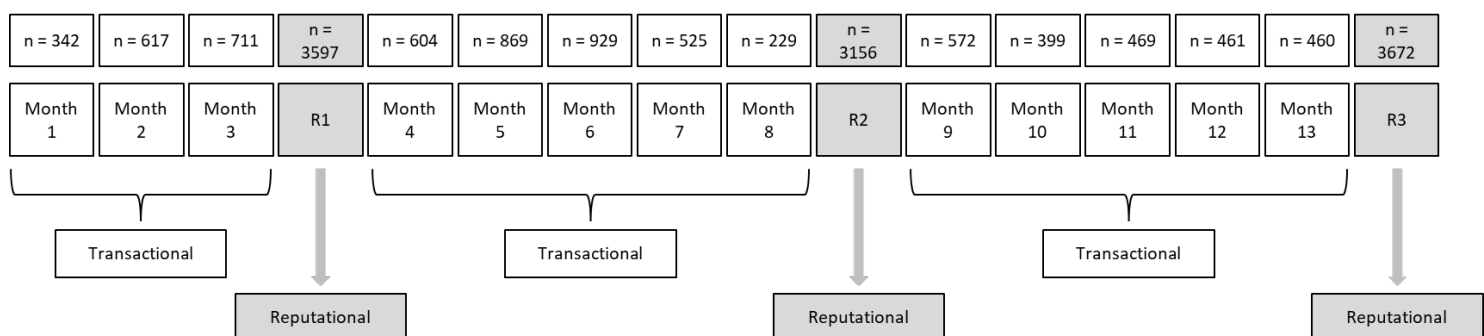 n = 342 n = 617 n = 711 n = n = 604 n = 869 n = 929 n = 525 n = 229 n = n = 572 n = 399 n = 469 n = 461 n = 460 n =
3597 3156 3672
Month Month Month R1 Month Month Month Month Month R2 Month Month Month Month Month R3
1 2 3 4 5 6 7 8 9 10 11 12 13
Transactional Transactional Transactional
Reputational Reputational Reputational